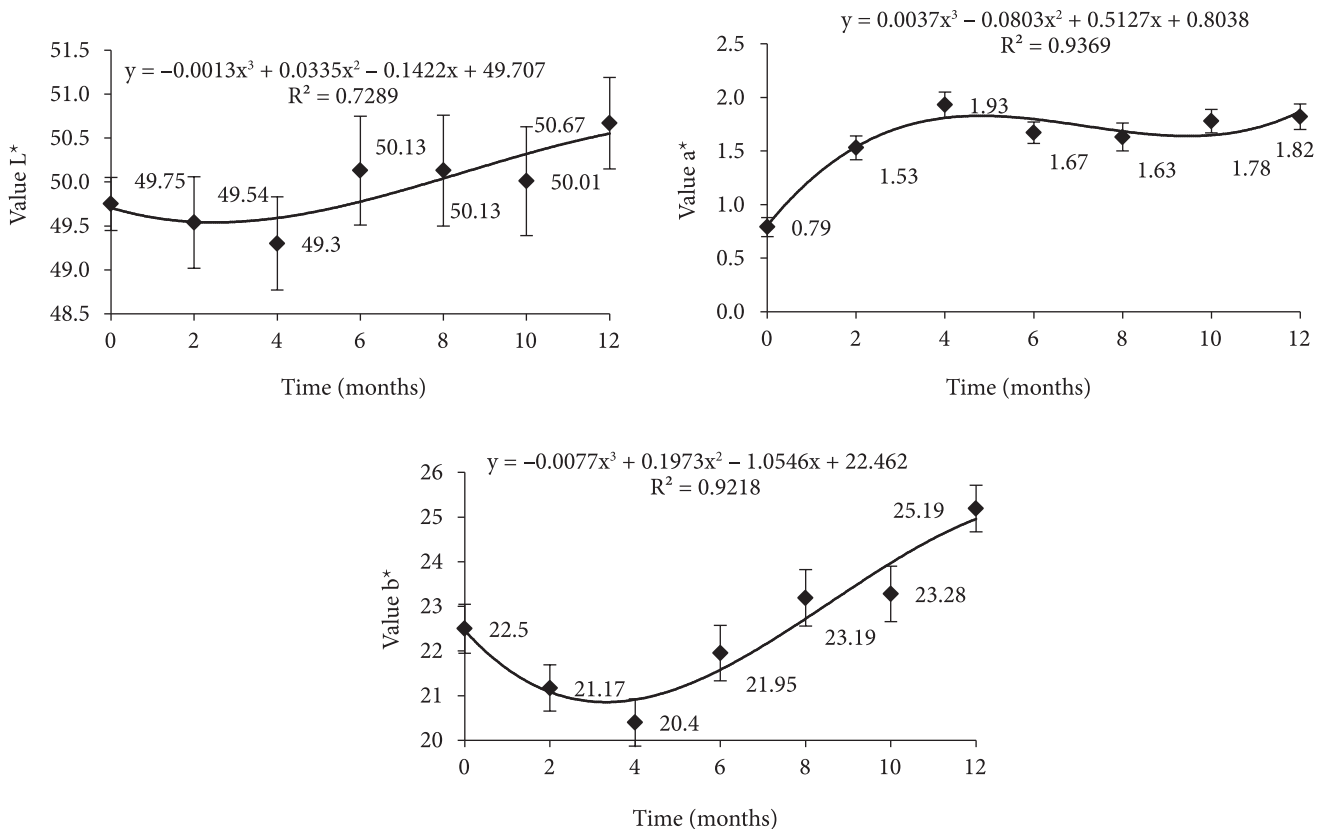 y = –0.0013x³ + 0.0335x² – 0.1422x + 49.707
R² = 0.7289
Value L*
51.5
51.0
50.5
50.0
49.5
49.0
48.5
49.75
49.54
49.3
50.13
50.13
50.01
50.67
0 2 4 6 8 10 12
Time (months)
y = 0.0037x³ – 0.0803x² + 0.5127x + 0.8038
R² = 0.9369
Value a*
2.5
2.0
1.5
1.0
0.5
0.0
0.79
1.53
1.93
1.67
1.63
1.78
1.82
0 2 4 6 8 10 12
Time (months)
y = –0.0077x³ + 0.1973x² – 1.0546x + 22.462
R² = 0.9218
Value b*
26
25
24
23
22
21
20
22.5
21.17
20.4
21.95
23.19
23.28
25.19
0 2 4 6 8 10 12
Time (months)